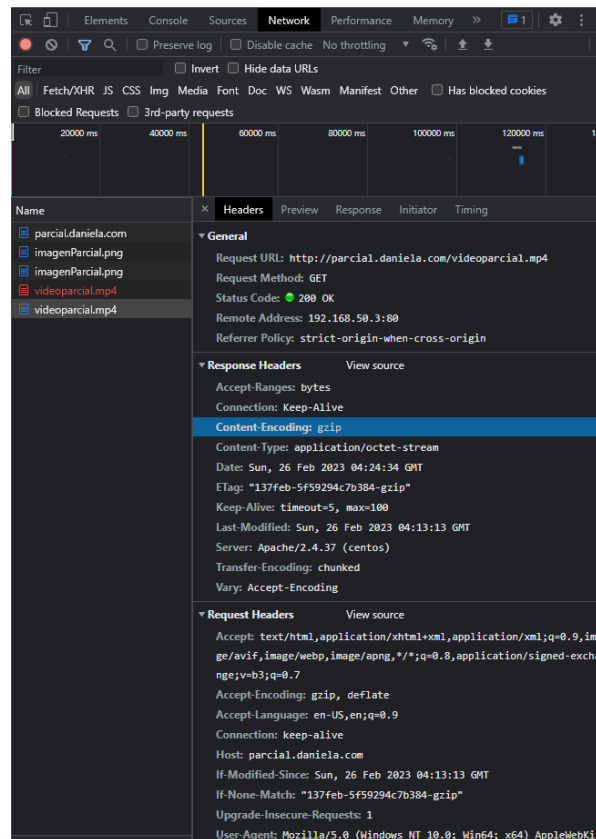 Elements Console Sources Network Performance Memory » 1
Preserve log Disable cache No throttling
Filter Invert Hide data URLs
All Fetch/XHR JS CSS Img Media Font Doc WS Wasm Manifest Other Has blocked cookies
Blocked Requests 3rd-party requests
20000 ms 40000 ms 60000 ms 80000 ms 100000 ms 120000 ms 1
Name
parcial.daniela.com
imagenParcial.png
imagenParcial.png
videoparcial.mp4
videoparcial.mp4
× Headers Preview Response Initiator Timing
General
Request URL: http://parcial.daniela.com/videoparcial.mp4
Request Method: GET
Status Code: 200 OK
Remote Address: 192.168.50.3:80
Referrer Policy: strict-origin-when-cross-origin
Response Headers View source
Accept-Ranges: bytes
Connection: Keep-Alive
Content-Encoding: gzip
Content-Type: application/octet-stream
Date: Sun, 26 Feb 2023 04:24:34 GMT
ETag: "137feb-5f59294c7b384-gzip"
Keep-Alive: timeout=5, max=100
Last-Modified: Sun, 26 Feb 2023 04:13:13 GMT
Server: Apache/2.4.37 (centos)
Transfer-Encoding: chunked
Vary: Accept-Encoding
Request Headers View source
Accept: text/html,application/xhtml+xml,application/xml;q=0.9,im
ge/avif,image/webp,image/apng,*/*;q=0.8,application/signed-exch
nge;v=b3;q=0.7
Accept-Encoding: gzip, deflate
Accept-Language: en-US,en;q=0.9
Connection: keep-alive
Host: parcial.daniela.com
If-Modified-Since: Sun, 26 Feb 2023 04:13:13 GMT
If-None-Match: "137feb-5f59294c7b384-gzip"
Upgrade-Insecure-Requests: 1
User-Agent: Mozilla/5.0 (Windows NT 10.0; Win64; x64) AppleWebKi